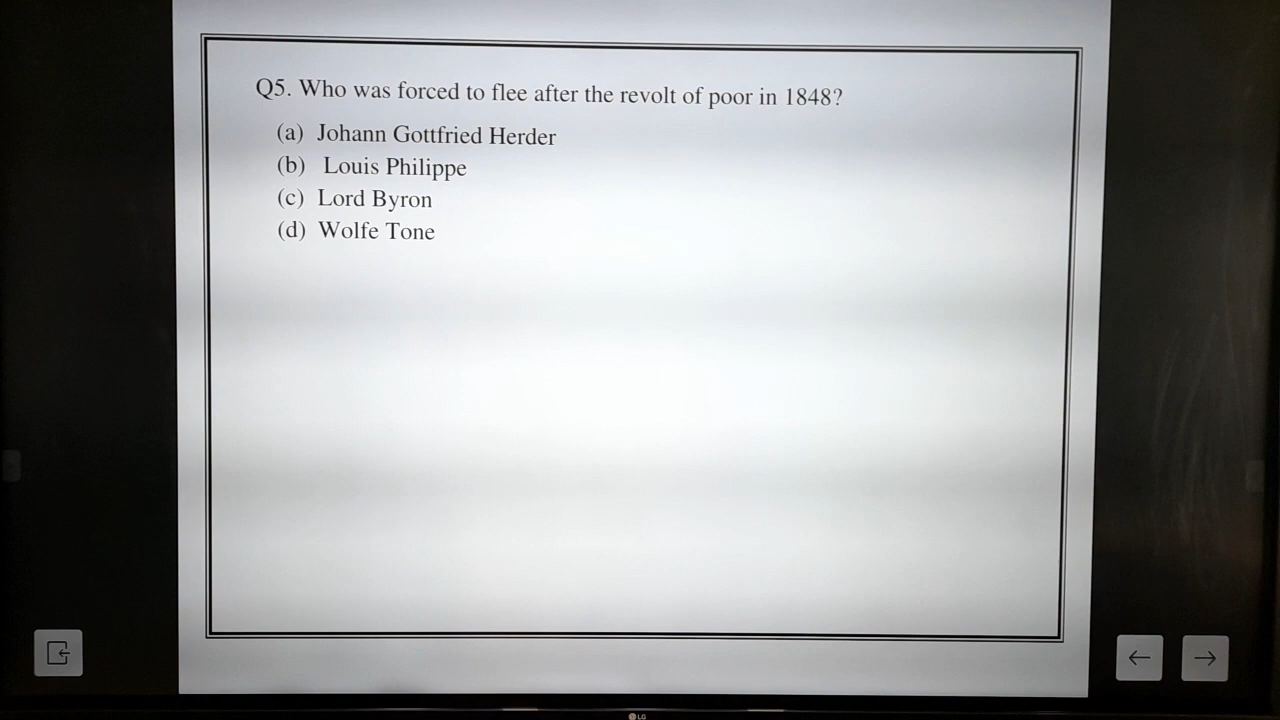 Q5. Who was forced to flee after the revolt of poor in 1848?
(a) Johann Gottfried Herder
(b) Louis Philippe
(c) Lord Byron
(d) Wolfe Tone
LG